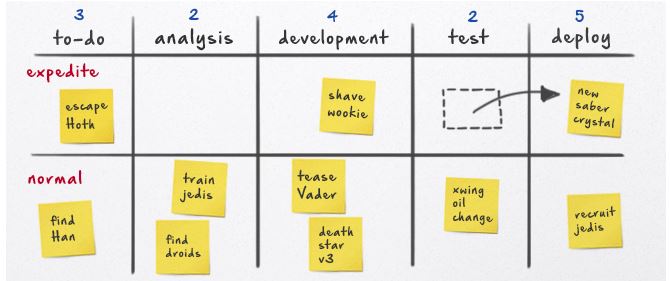 3 2 4 2 5
to-do analysis development test deploy
expedite
escape
Hoth
shave
wookie
new
saber
crystal
normal
find
Han
train
jedis
find
droids
tease
Vader
death
star
v3
xwing
oil
change
recruit
jedis